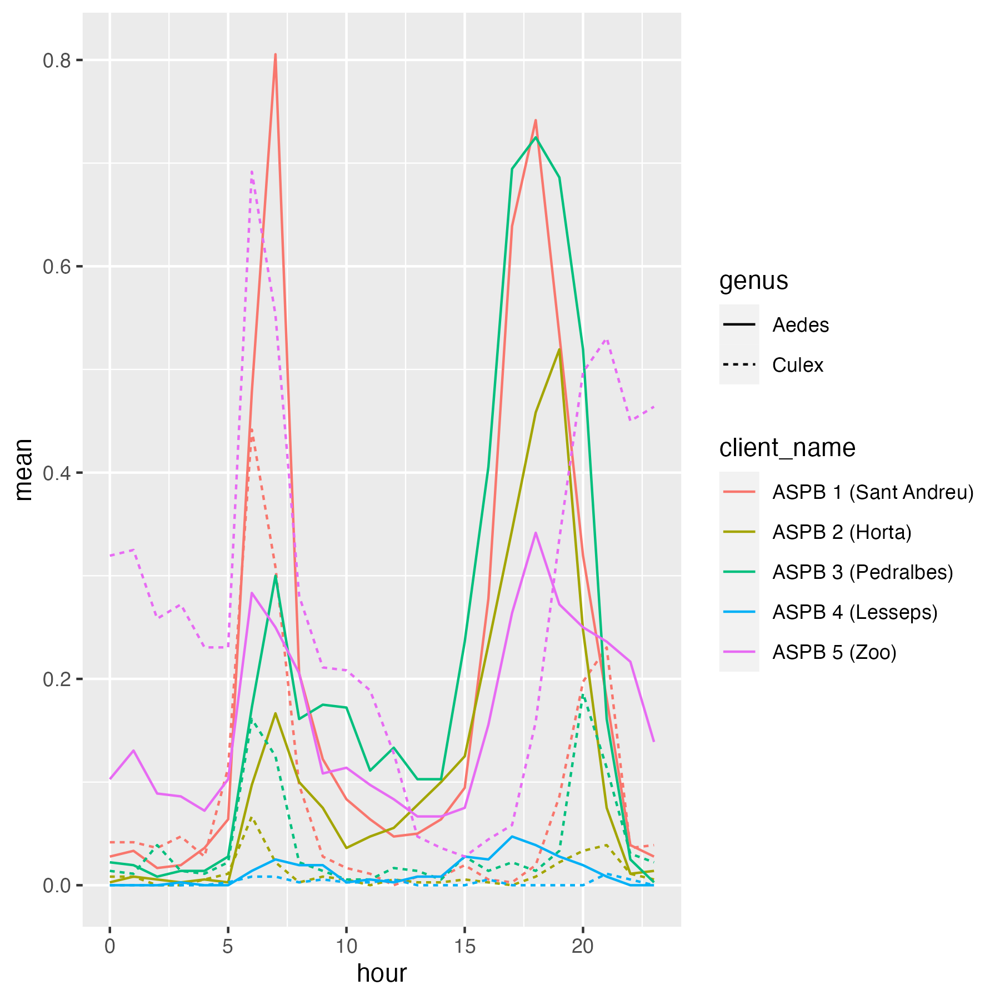 0.8
0.6
0.4
0.2
0.0
mean
0 5 10 15 20
hour
genus
Aedes
Culex
client_name
ASPB 1 (Sant Andreu)
ASPB 2 (Horta)
ASPB 3 (Pedralbes)
ASPB 4 (Lesseps)
ASPB 5 (Zoo)